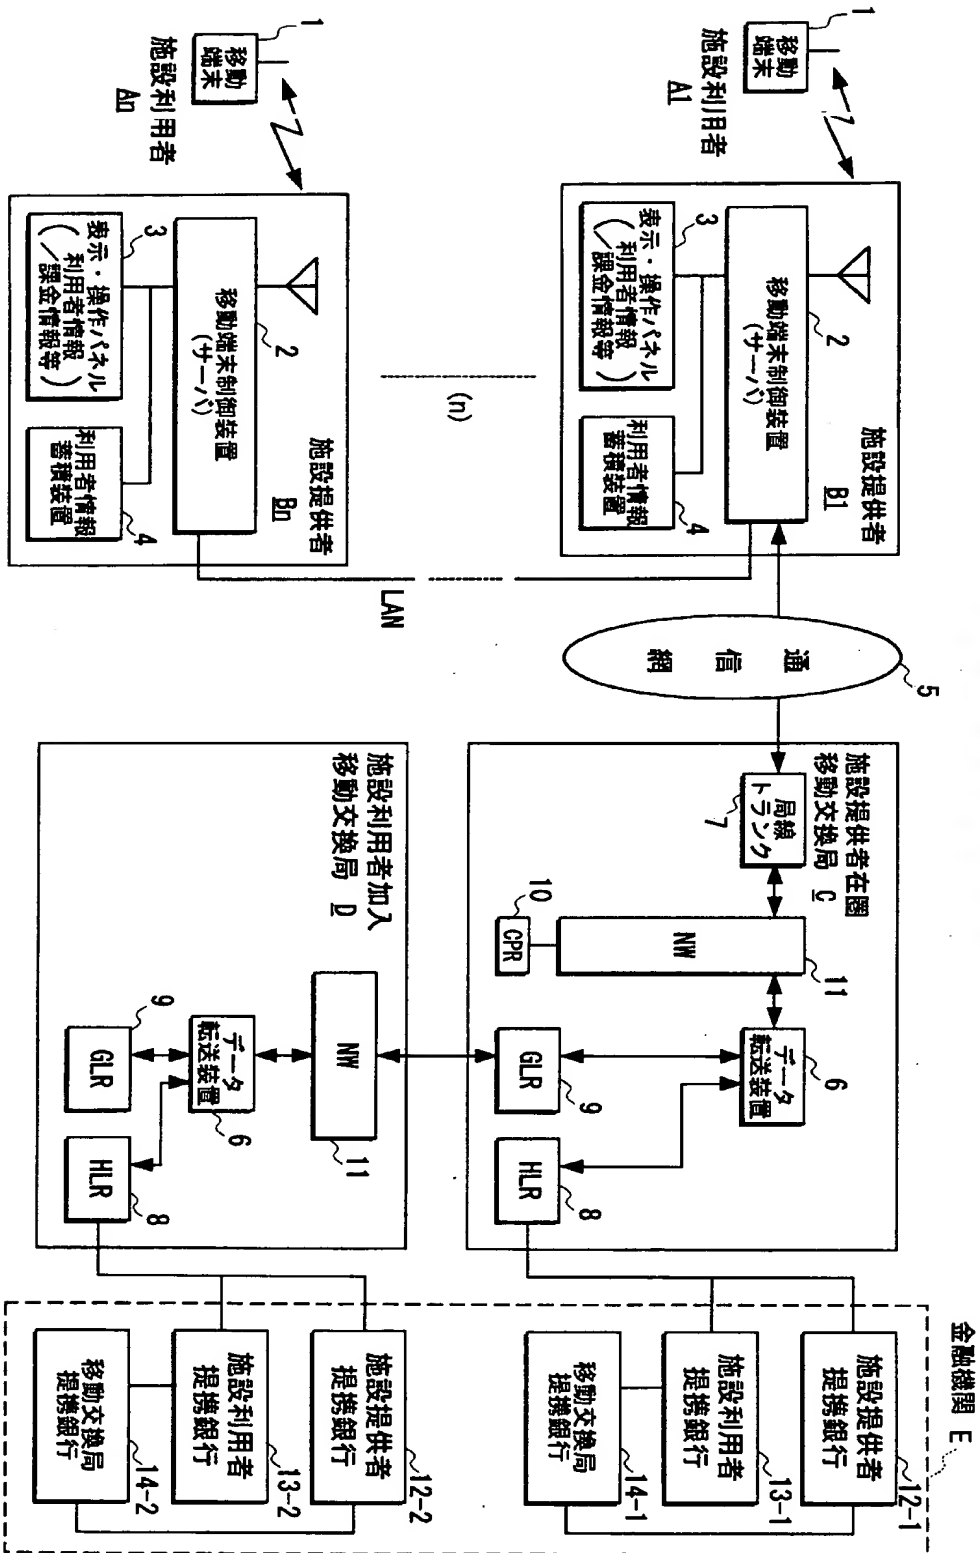 金融機関 E
1
移動
端末
施設利用者
A1
2
移動端末制御装置
(サーバ)
3
表示・操作パネル
(利用者情報
/課金情報等)
利用者情報
蓄積装置
4
施設提供者
B1
(n)
1
移動
端末
施設利用者
An
2
移動端末制御装置
(サーバ)
3
表示・操作パネル
(利用者情報
/課金情報等)
利用者情報
蓄積装置
4
施設提供者
Bn
LAN
通信網
5
施設提供者在圏
移動交換局 C
局線
トランク
7
10
CPR
NW
11
データ
転送装置
6
GLR
9
HLR
8
施設利用者加入
移動交換局 D
NW
11
データ
転送装置
6
9
GLR
HLR
8
施設提供者
提携銀行
12-1
施設利用者
提携銀行
13-1
移動交換局
提携銀行
14-1
施設提供者
提携銀行
12-2
施設利用者
提携銀行
13-2
移動交換局
提携銀行
14-2